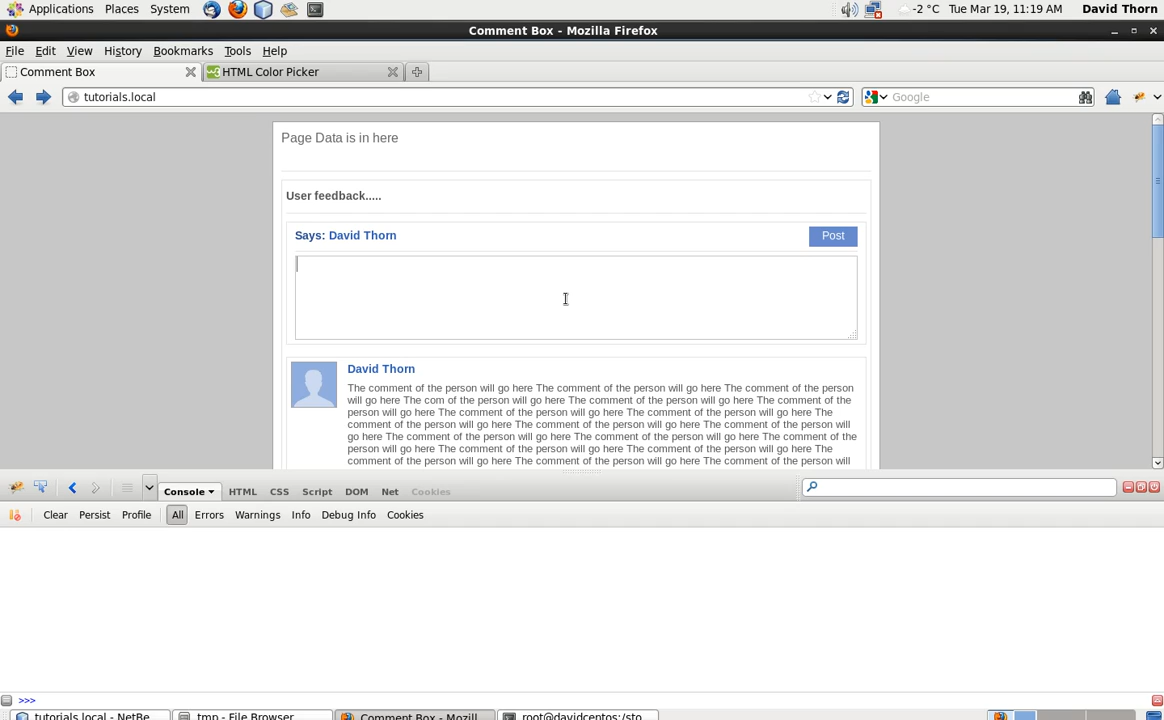 Applications Places System -2 °C Tue Mar 19, 11:19 AM David Thorn
Comment Box - Mozilla Firefox
File Edit View History Bookmarks Tools Help
Comment Box HTML Color Picker
tutorials.local Google
Page Data is in here
User feedback.....
Says: David Thorn Post
David Thorn
The comment of the person will go here The comment of the person will go here The comment of the person
will go here The com of the person will go here The comment of the person will go here The comment of the
person will go here The comment of the person will go here The comment of the person will go here The
comment of the person will go here The comment of the person will go here The comment of the person will
go here The comment of the person will go here The comment of the person will go here The comment of the
person will go here The comment of the person will go here The comment of the person will go here The
comment of the person will go here The comment of the person will go here The comment of the person will
Console HTML CSS Script DOM Net Cookies
Clear Persist Profile All Errors Warnings Info Debug Info Cookies
>>>
tutorials.local - NetBe... tmp - File Browser Comment Box - Mozill... root@davidcentos:/sto...